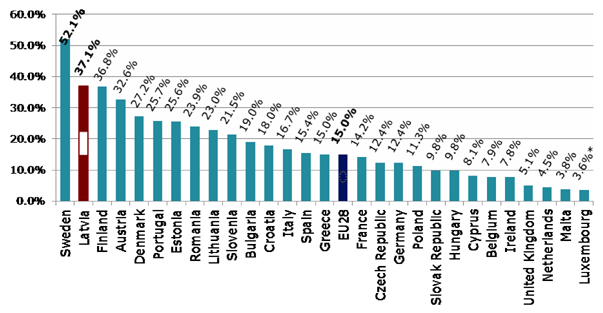 60.0%
50.0%
40.0%
30.0%
20.0%
10.0%
0.0%
52.1%
37.1%
36.8%
32.6%
27.2%
25.7%
25.6%
23.9%
23.0%
21.5%
19.0%
18.0%
16.7%
15.4%
15.0%
15.0%
14.2%
12.4%
12.4%
11.3%
9.8%
9.8%
8.1%
7.9%
7.8%
5.1%
4.5%
3.8%
3.6%*
Sweden
Latvia
Finland
Austria
Denmark
Portugal
Estonia
Romania
Lithuania
Slovenia
Bulgaria
Croatia
Italy
Spain
Greece
EU28
France
Czech Republic
Germany
Poland
Slovak Republic
Hungary
Cyprus
Belgium
Ireland
United Kingdom
Netherlands
Malta
Luxembourg